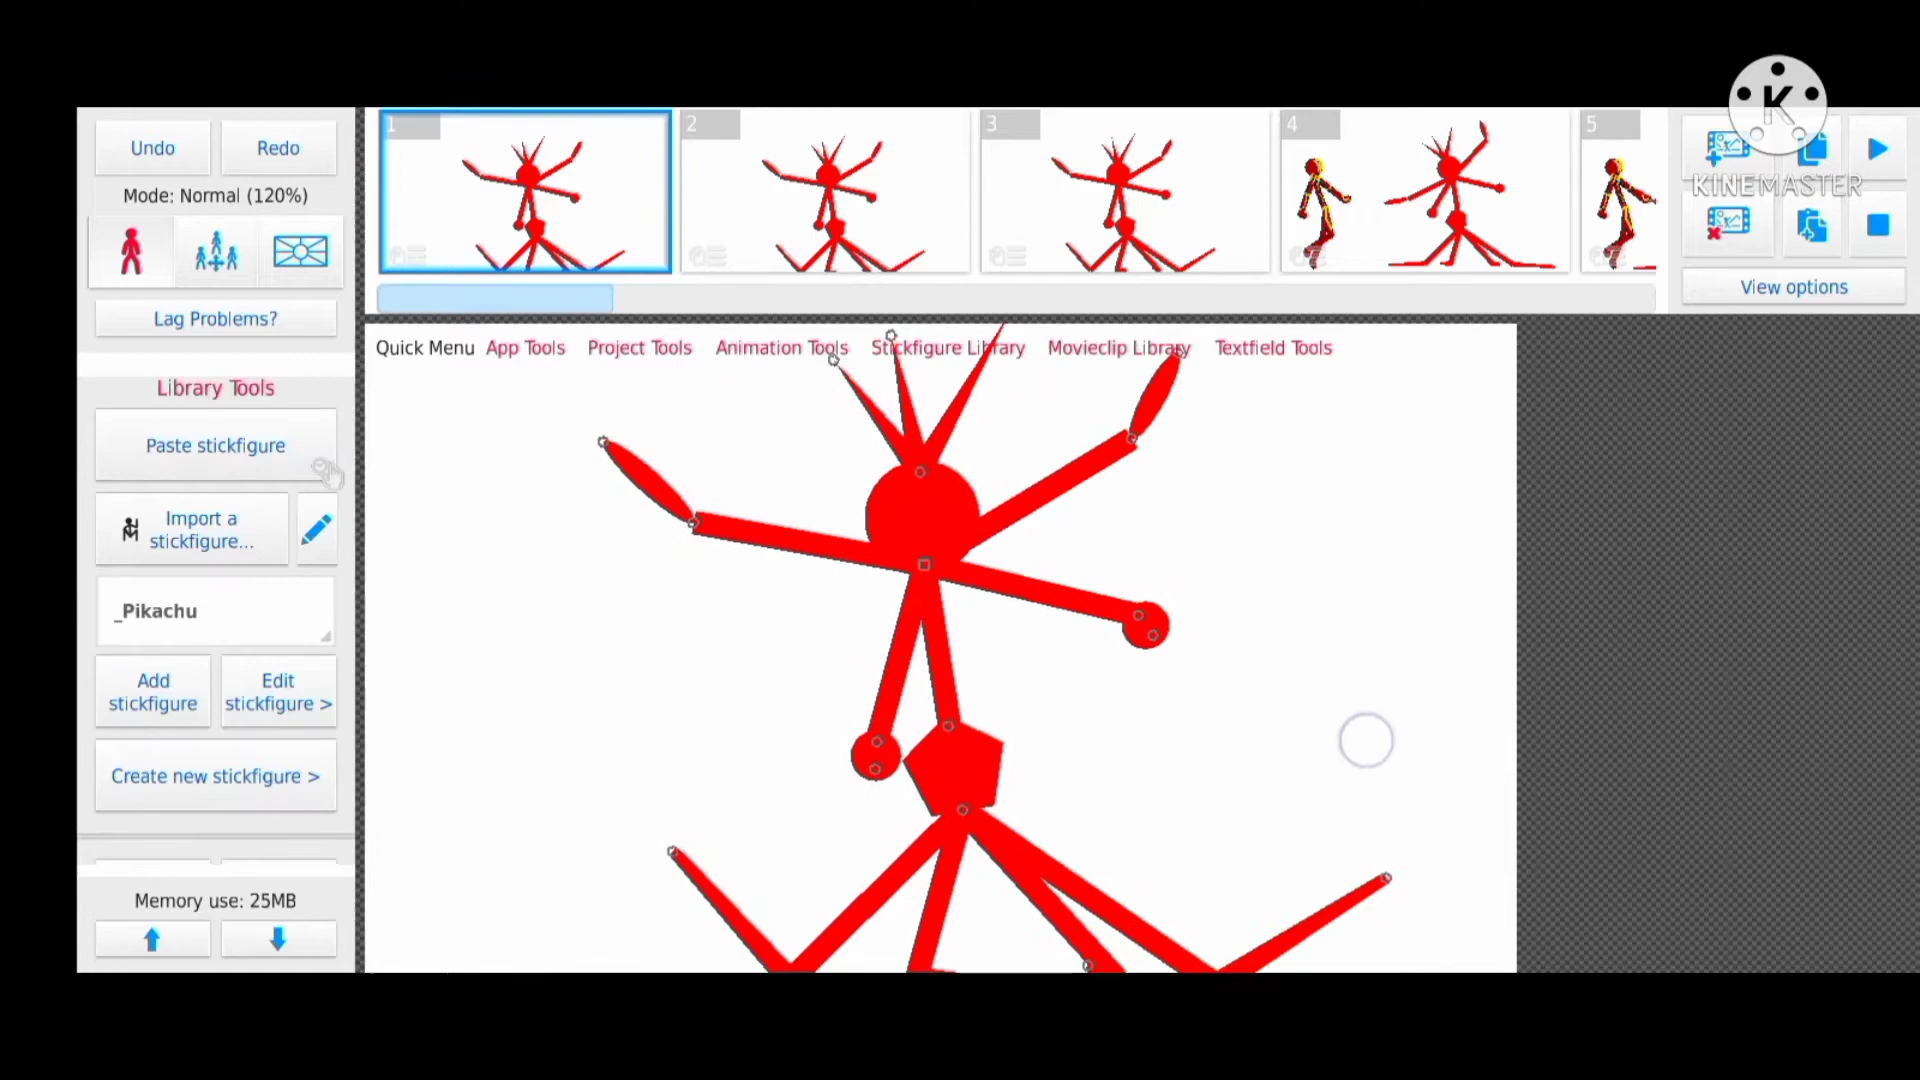 1
2
3
4
5
K
KINEMASTER
Undo
Redo
Mode: Normal (120%)
Lag Problems?
View options
Quick Menu
App Tools
Project Tools
Animation Tools
Stickfigure Library
Movieclip Library
Textfield Tools
Library Tools
Paste stickfigure
Import a
stickfigure...
_Pikachu
Add
stickfigure
Edit
stickfigure >
Create new stickfigure >
Memory use: 25MB